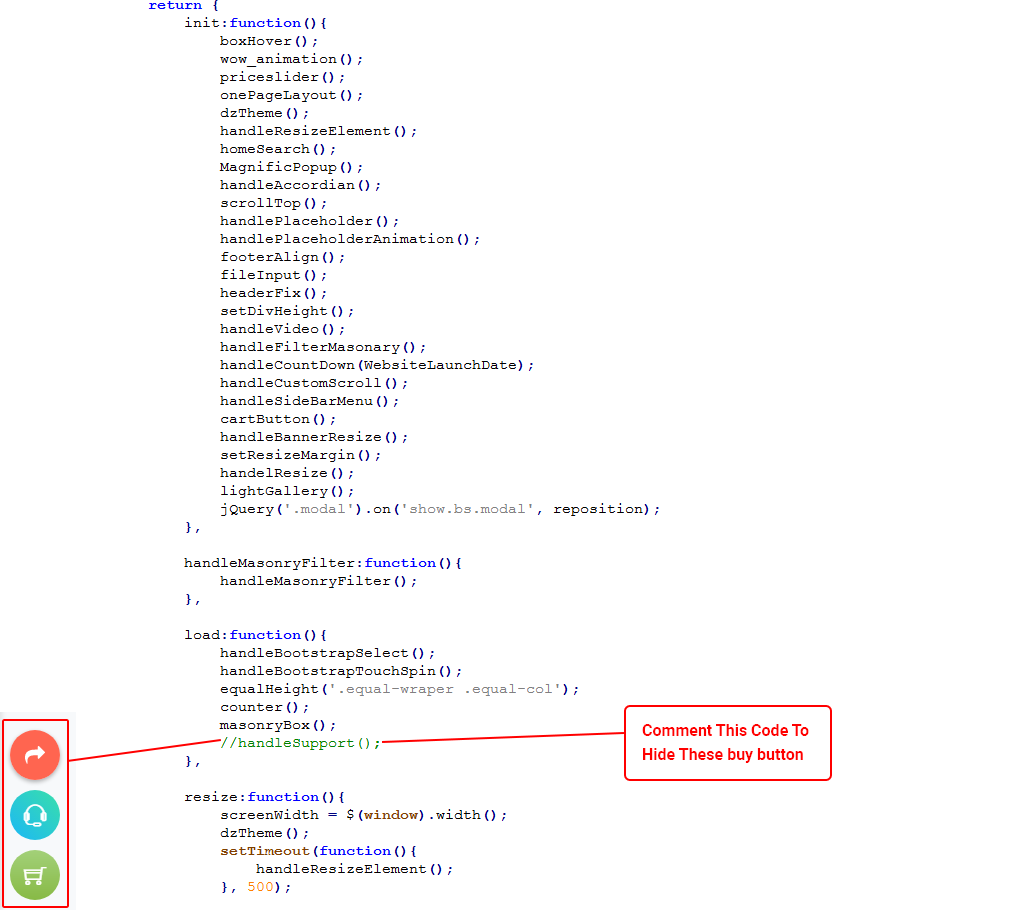 return {
init:function(){
boxHover();
wow_animation();
priceslider();
onePageLayout();
dzTheme();
handleResizeElement();
homeSearch();
MagnificPopup();
handleAccordian();
scrollTop();
handlePlaceholder();
handlePlaceholderAnimation();
footerAlign();
fileInput();
headerFix();
setDivHeight();
handleVideo();
handleFilterMasonary();
handleCountDown(WebsiteLaunchDate);
handleCustomScroll();
handleSideBarMenu();
cartButton();
handleBannerResize();
setResizeMargin();
handelResize();
lightGallery();
jQuery('.modal').on('show.bs.modal', reposition);
},
handleMasonryFilter:function(){
handleMasonryFilter();
},
load:function(){
handleBootstrapSelect();
handleBootstrapTouchSpin();
equalHeight('.equal-wraper .equal-col');
counter();
masonryBox();
//handleSupport();
},
Comment This Code To
Hide These buy button
resize:function(){
screenWidth = $(window).width();
dzTheme();
setTimeout(function(){
handleResizeElement();
}, 500);